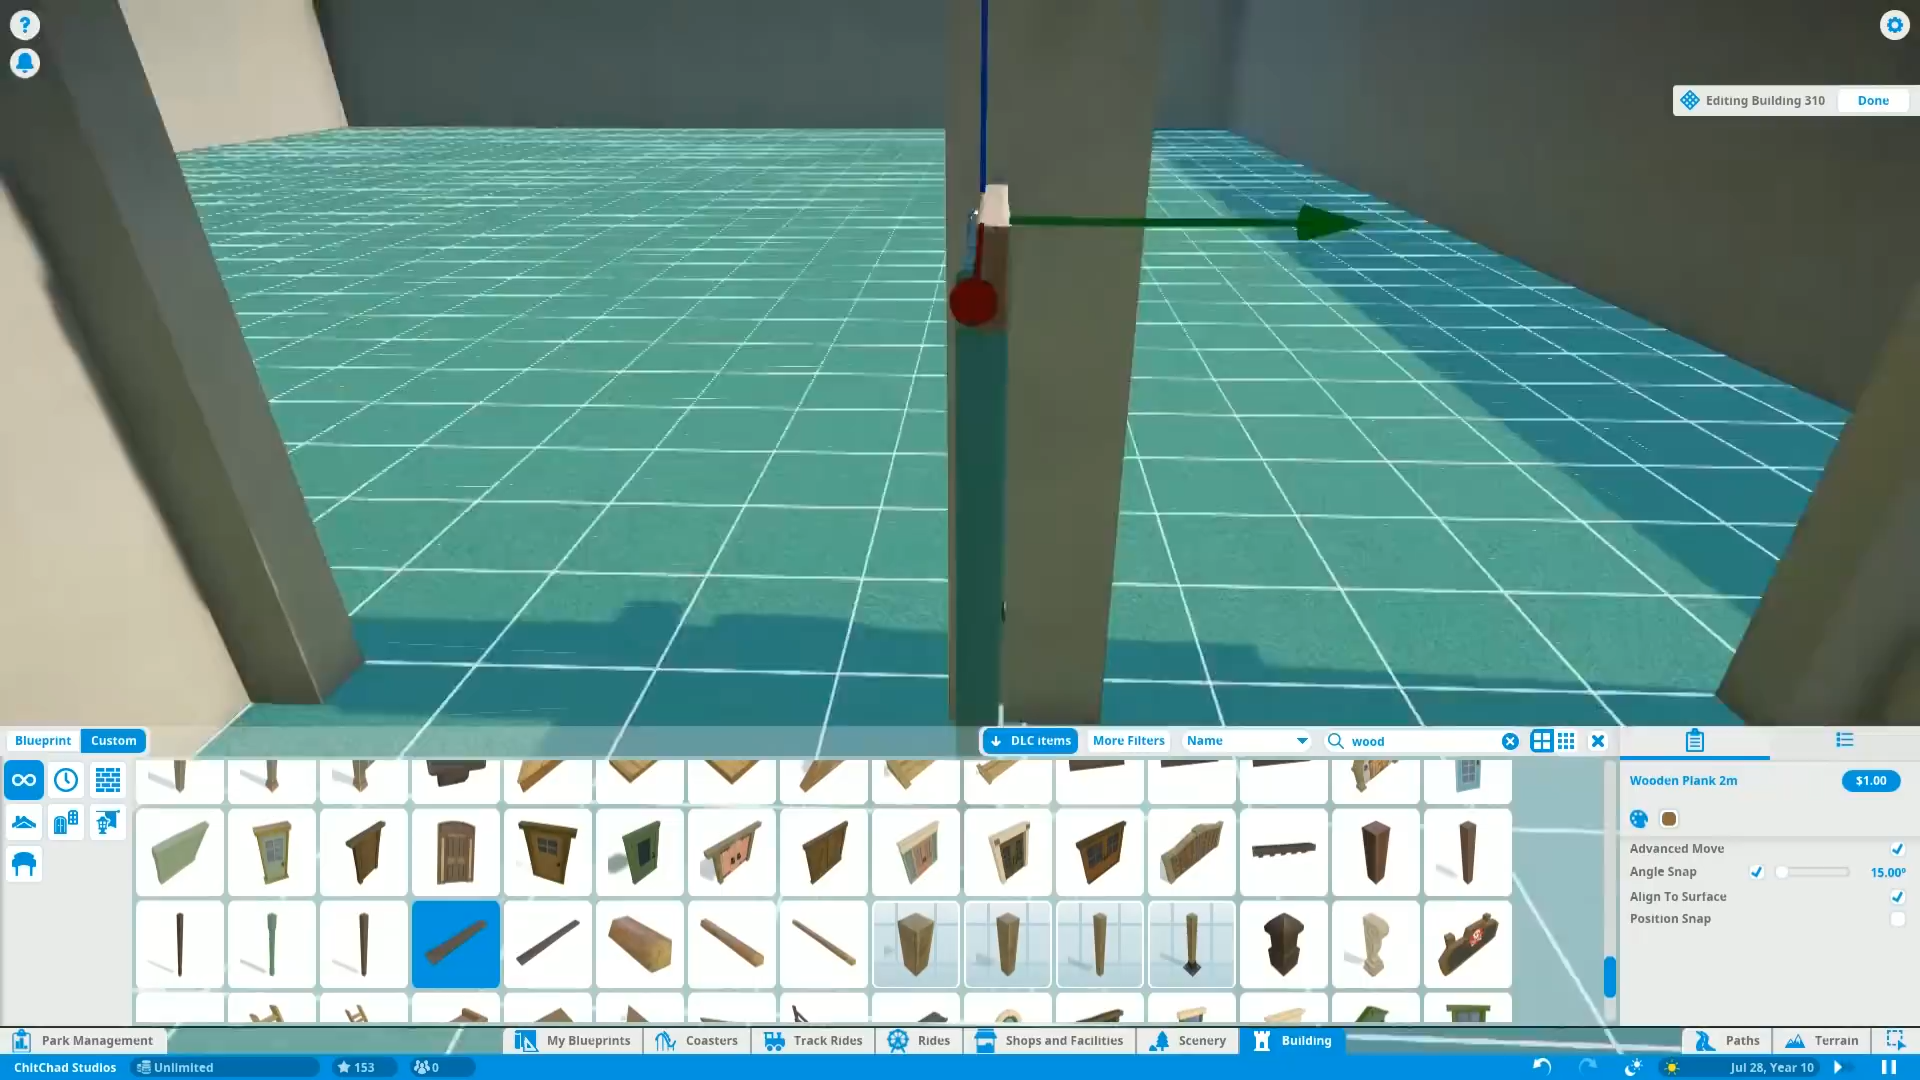 ?
Editing Building 310 Done
Blueprint Custom
DLC items More Filters Name wood
Wooden Plank 2m $1.00
Advanced Move
Angle Snap 15.00°
Align To Surface
Position Snap
Park Management My Blueprints Coasters Track Rides Rides Shops and Facilities Scenery Building Paths Terrain
ChitChad Studios Unlimited 153 0 Jul 28, Year 10